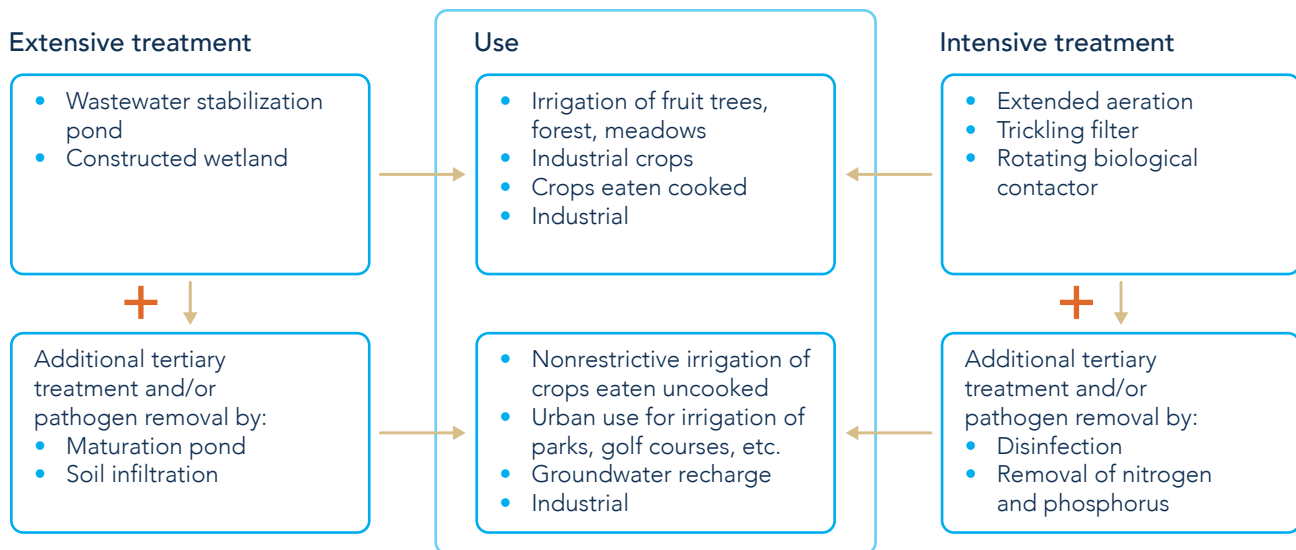 Extensive treatment
• Wastewater stabilization
pond
• Constructed wetland
+
Additional tertiary
treatment and/or
pathogen removal by:
• Maturation pond
• Soil infiltration
Use
• Irrigation of fruit trees,
forest, meadows
• Industrial crops
• Crops eaten cooked
• Industrial
• Nonrestrictive irrigation of
crops eaten uncooked
• Urban use for irrigation of
parks, golf courses, etc.
• Groundwater recharge
• Industrial
Intensive treatment
• Extended aeration
• Trickling filter
• Rotating biological
contactor
+
Additional tertiary
treatment and/or
pathogen removal by:
• Disinfection
• Removal of nitrogen
and phosphorus